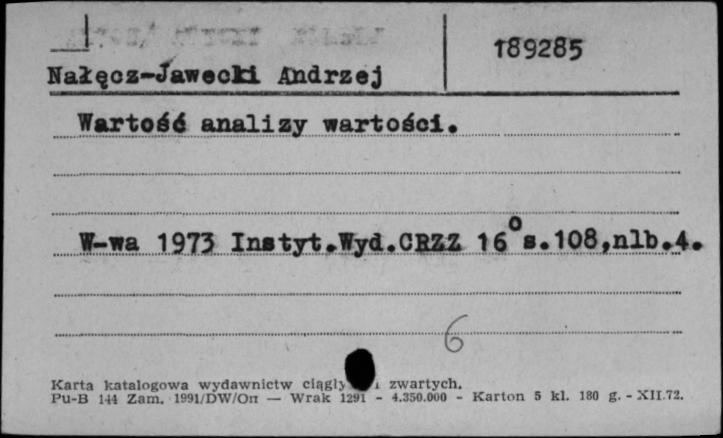 189285
Nałęcz-Jawecki Andrzej
Wartość analizy wartości.
W-wa 1973 Instyt.Wyd.CRZZ 16° s.108,nlb.4.
6
Karta katalogowa wydawnictw ciągły i zwartych.
Pu-B 144 Zam. 1991/DW/On — Wrak 1291 - 4.350.000 - Karton 5 kl. 180 g. - XII.72.